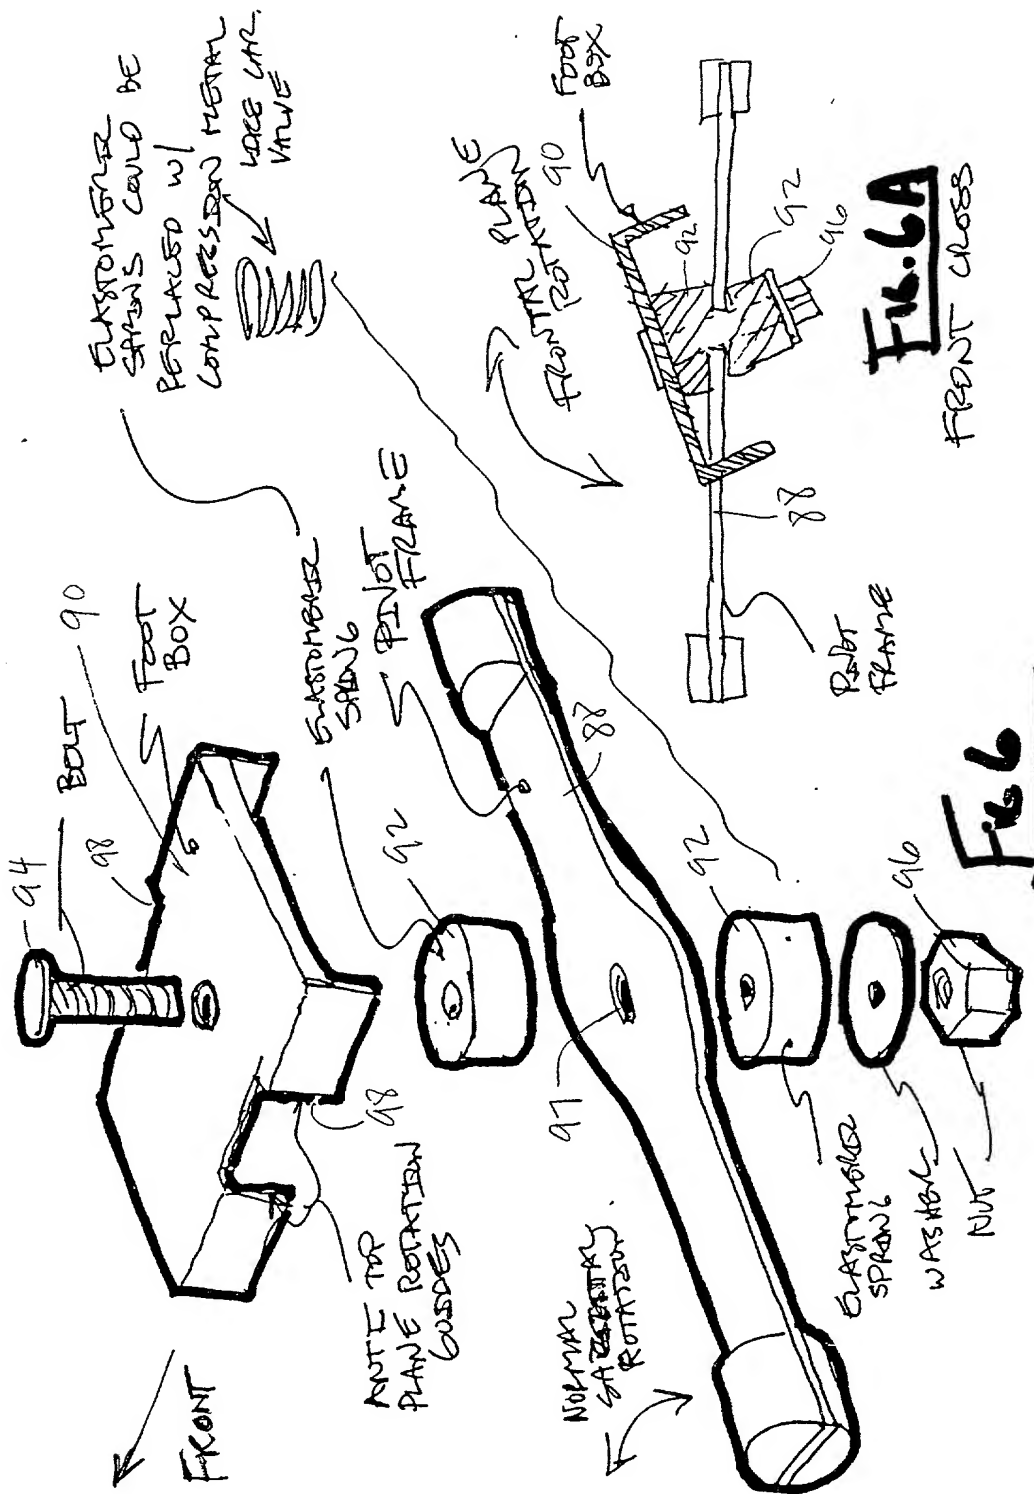 94
BOLT
98
FOOT
BOX
90
FRONT
ANTI TOP
PLANE ROTATION
GUIDES
98
ELASTOMERIC
SPRING
92
PIVOT
FRAME
ELASTOMERIC
SPRINGS COULD BE
REPLACED W/
COMPRESSION METAL
LIKE CAR
VALVE
97
88
NORMAL
ROTATION
92
ELASTOMERIC
SPRING
WASHER
NUT
96
FIG 6
FRONTAL PLANE
FRONT ROTATION
90
FOOT
BOX
92
92
96
88
PIVOT
FRAME
FIG. 6A
FRONT CROSS